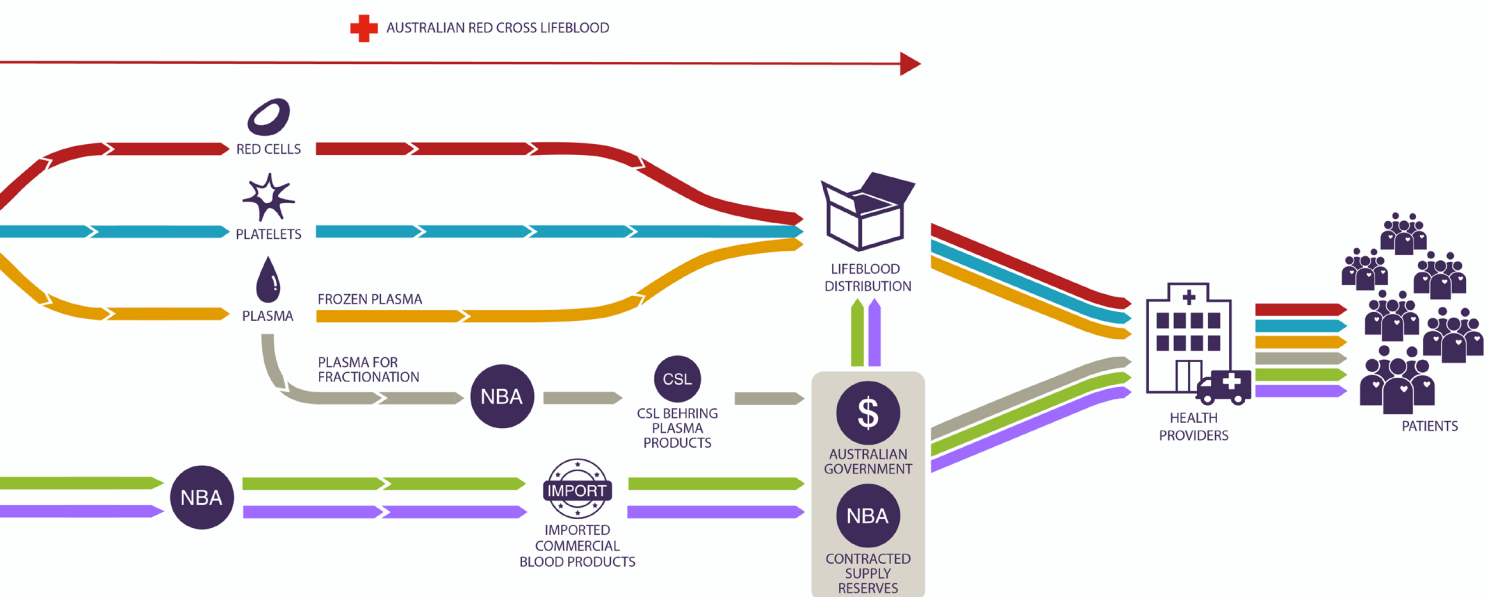 AUSTRALIAN RED CROSS LIFEBLOOD
RED CELLS
PLATELETS
PLASMA
FROZEN PLASMA
PLASMA FOR
FRACTIONATION
NBA
CSL
CSL BEHRING
PLASMA
PRODUCTS
NBA
IMPORT
IMPORTED
COMMERCIAL
BLOOD PRODUCTS
LIFEBLOOD
DISTRIBUTION
$
AUSTRALIAN
GOVERNMENT
NBA
CONTRACTED
SUPPLY
RESERVES
HEALTH
PROVIDERS
PATIENTS